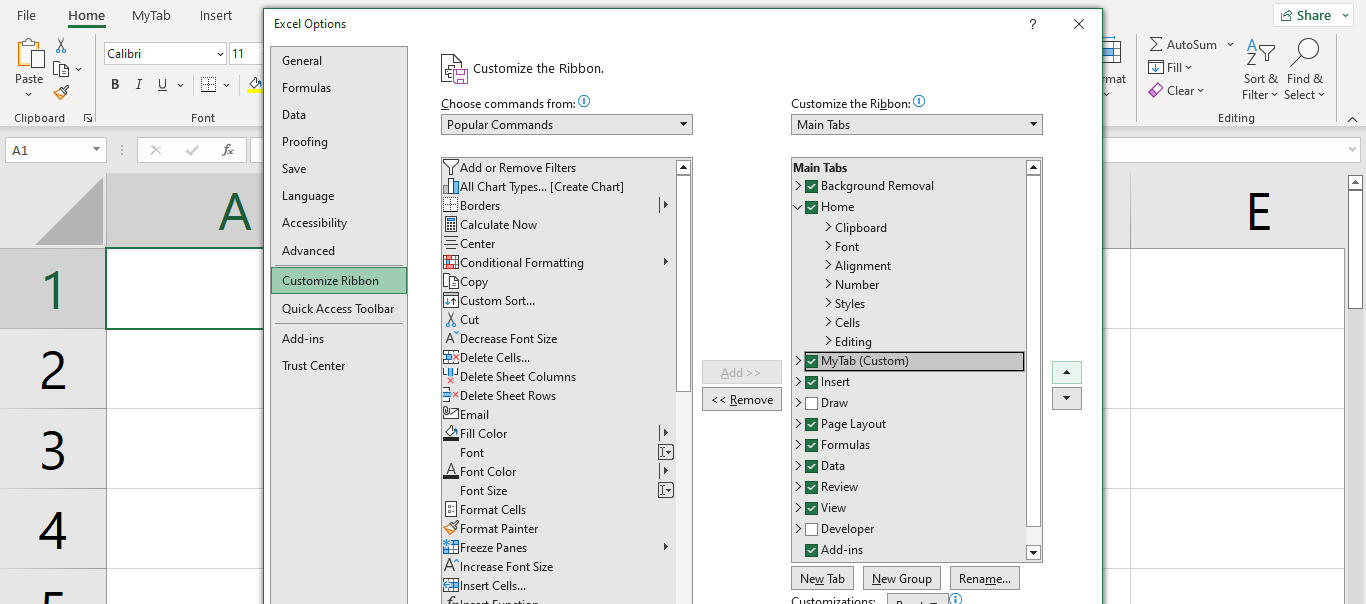 File Home MyTab Insert
Share
Paste
Clipboard
Calibri 11
B I U
Font
AutoSum
Fill
Clear
Sort &
Filter
Find &
Select
Editing
A1
fx
A E
1
2
3
4
Excel Options ?
General
Formulas
Data
Proofing
Save
Language
Accessibility
Advanced
Customize Ribbon
Quick Access Toolbar
Add-ins
Trust Center
Customize the Ribbon.
Choose commands from:
Popular Commands
Add or Remove Filters
All Chart Types... [Create Chart]
Borders
Calculate Now
Center
Conditional Formatting
Copy
Custom Sort...
Cut
Decrease Font Size
Delete Cells...
Delete Sheet Columns
Delete Sheet Rows
Email
Fill Color
Font
Font Color
Font Size
Format Cells
Format Painter
Freeze Panes
Increase Font Size
Insert Cells...
Add >>
<< Remove
Customize the Ribbon:
Main Tabs
Main Tabs
Background Removal
Home
Clipboard
Font
Alignment
Number
Styles
Cells
Editing
MyTab (Custom)
Insert
Draw
Page Layout
Formulas
Data
Review
View
Developer
Add-ins
New Tab New Group Rename...
Customizations: